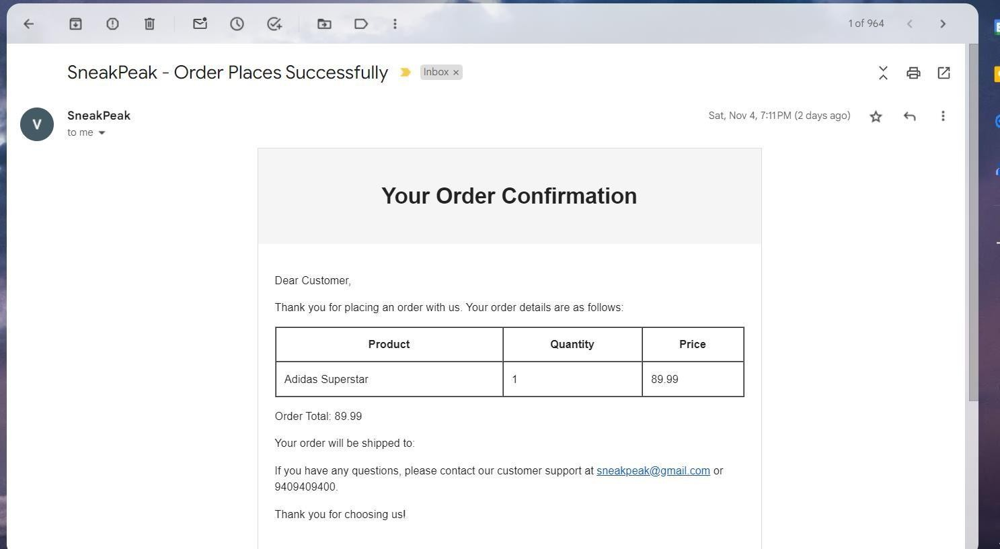 1 of 964
SneakPeak - Order Places Successfully
Inbox ×
V
SneakPeak
Sat, Nov 4, 7:11 PM (2 days ago)
to me
Your Order Confirmation
Dear Customer,
Thank you for placing an order with us. Your order details are as follows:
Product Quantity Price
Adidas Superstar 1 89.99
Order Total: 89.99
Your order will be shipped to:
If you have any questions, please contact our customer support at sneakpeak@gmail.com or
9409409400.
Thank you for choosing us!